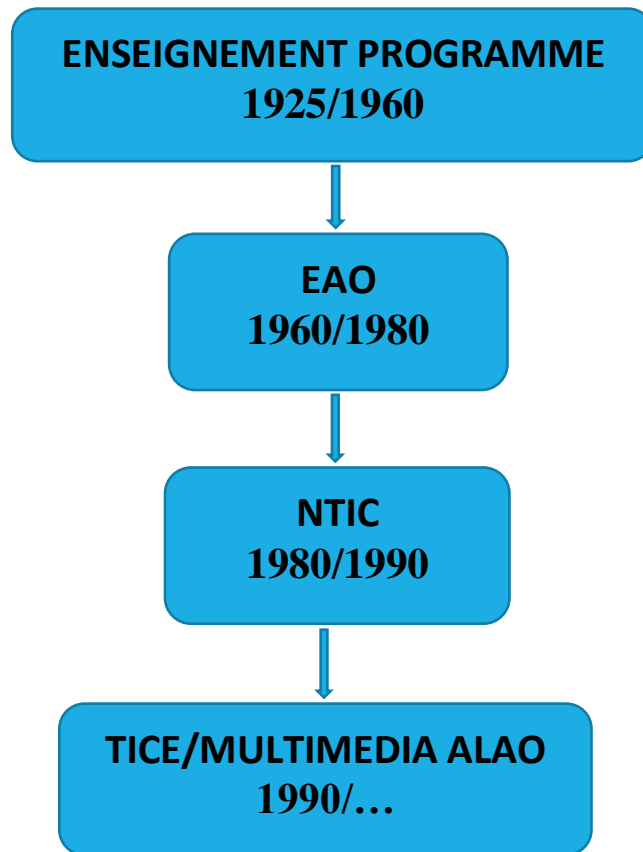 ENSEIGNEMENT PROGRAMME
1925/1960
EAO
1960/1980
NTIC
1980/1990
TICE/MULTIMEDIA ALAO
1990/…